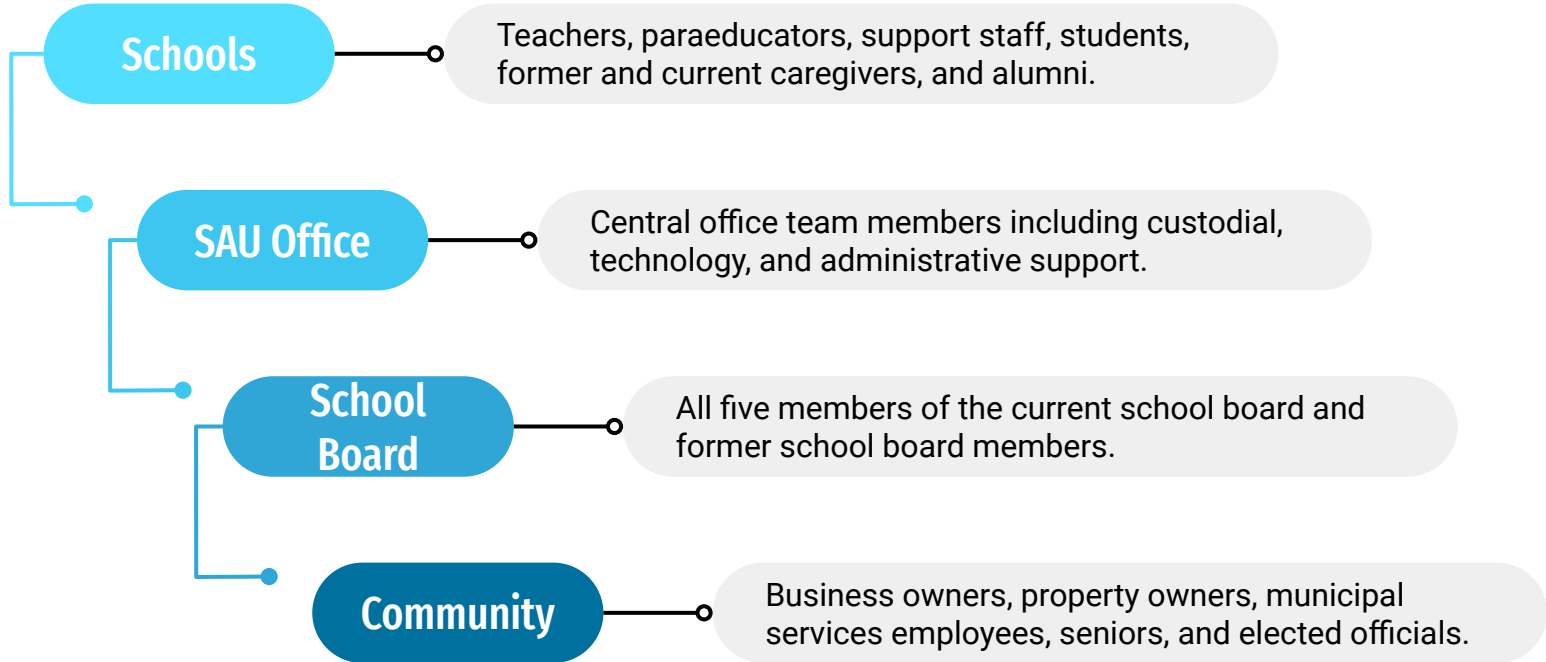 Schools
Teachers, paraeducators, support staff, students,
former and current caregivers, and alumni.
SAU Office
Central office team members including custodial,
technology, and administrative support.
School
Board
All five members of the current school board and
former school board members.
Community
Business owners, property owners, municipal
services employees, seniors, and elected officials.